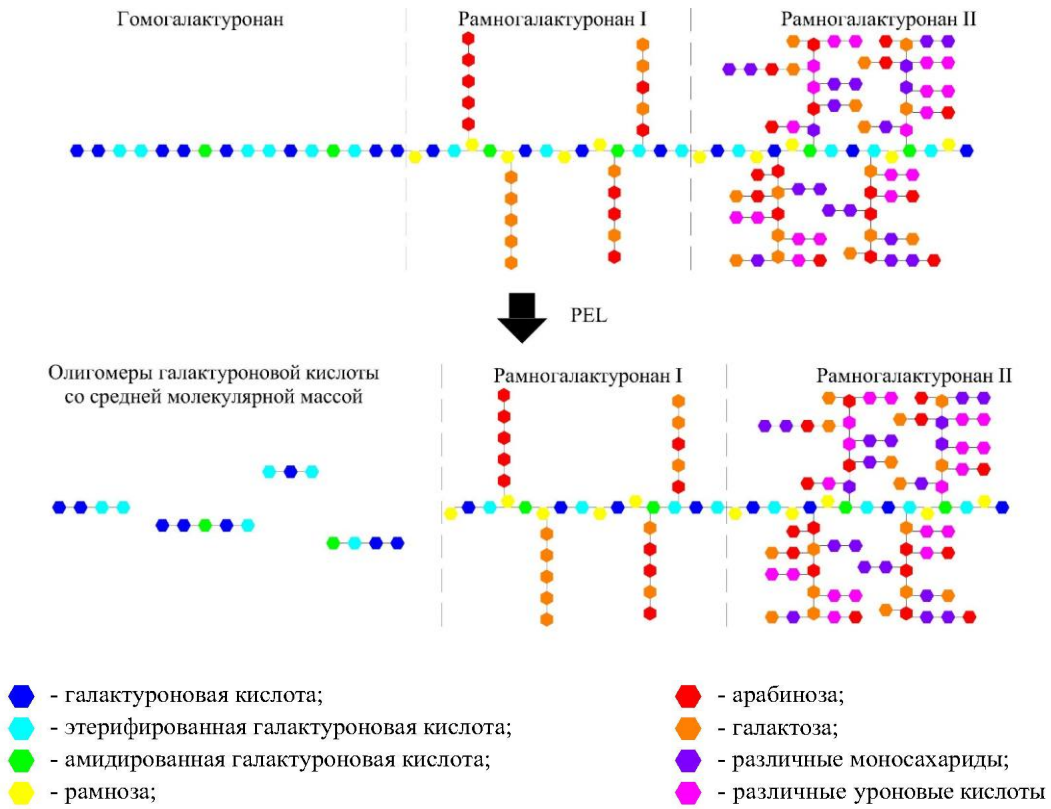 Гомогалактуронан
Рамногалактуронан I
Рамногалактуронан II
PEL
Олигомеры галактуроновой кислоты
со средней молекулярной массой
Рамногалактуронан I
Рамногалактуронан II
- галактуроновая кислота;
- этерифированная галактуроновая кислота;
- амидированная галактуроновая кислота;
- рамноза;
- арабиноза;
- галактоза;
- различные моносахариды;
- различные уроновые кислоты